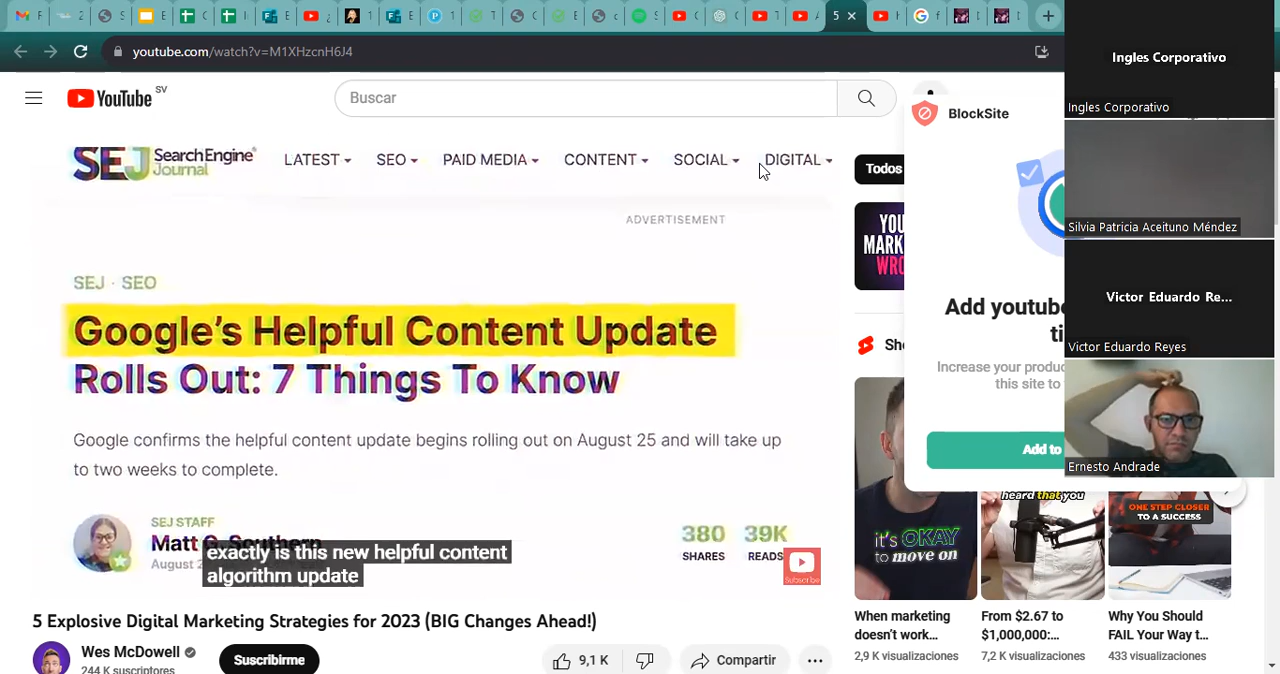 youtube.com/watch?v=M1XHzcnH6J4
YouTube SV
Buscar
BlockSite
SEJ SearchEngine Journal
LATEST
SEO
PAID MEDIA
CONTENT
SOCIAL
DIGITAL
Todos
ADVERTISEMENT
SEJ · SEO
Google's Helpful Content Update
Rolls Out: 7 Things To Know
Google confirms the helpful content update begins rolling out on August 25 and will take up
to two weeks to complete.
SEJ STAFF
Matt G. Southern
380
SHARES
39K
READS
exactly is this new helpful content
algorithm update
Subscribe
5 Explosive Digital Marketing Strategies for 2023 (BIG Changes Ahead!)
Wes McDowell
244 K suscriptores
Suscribirme
9,1 K
Compartir
YOU
MARK
WRO
Add youtube
Increase your produc
this site to
Add to
it's OKAY
to move on
heard that you
ONE STEP CLOSER
TO A SUCCESS
When marketing
doesn't work...
2,9 K visualizaciones
From $2.67 to
$1,000,000:...
7,2 K visualizaciones
Why You Should
FAIL Your Way t...
433 visualizaciones
Ingles Corporativo
Ingles Corporativo
Silvia Patricia Aceituno Méndez
Victor Eduardo Re...
Victor Eduardo Reyes
Ernesto Andrade